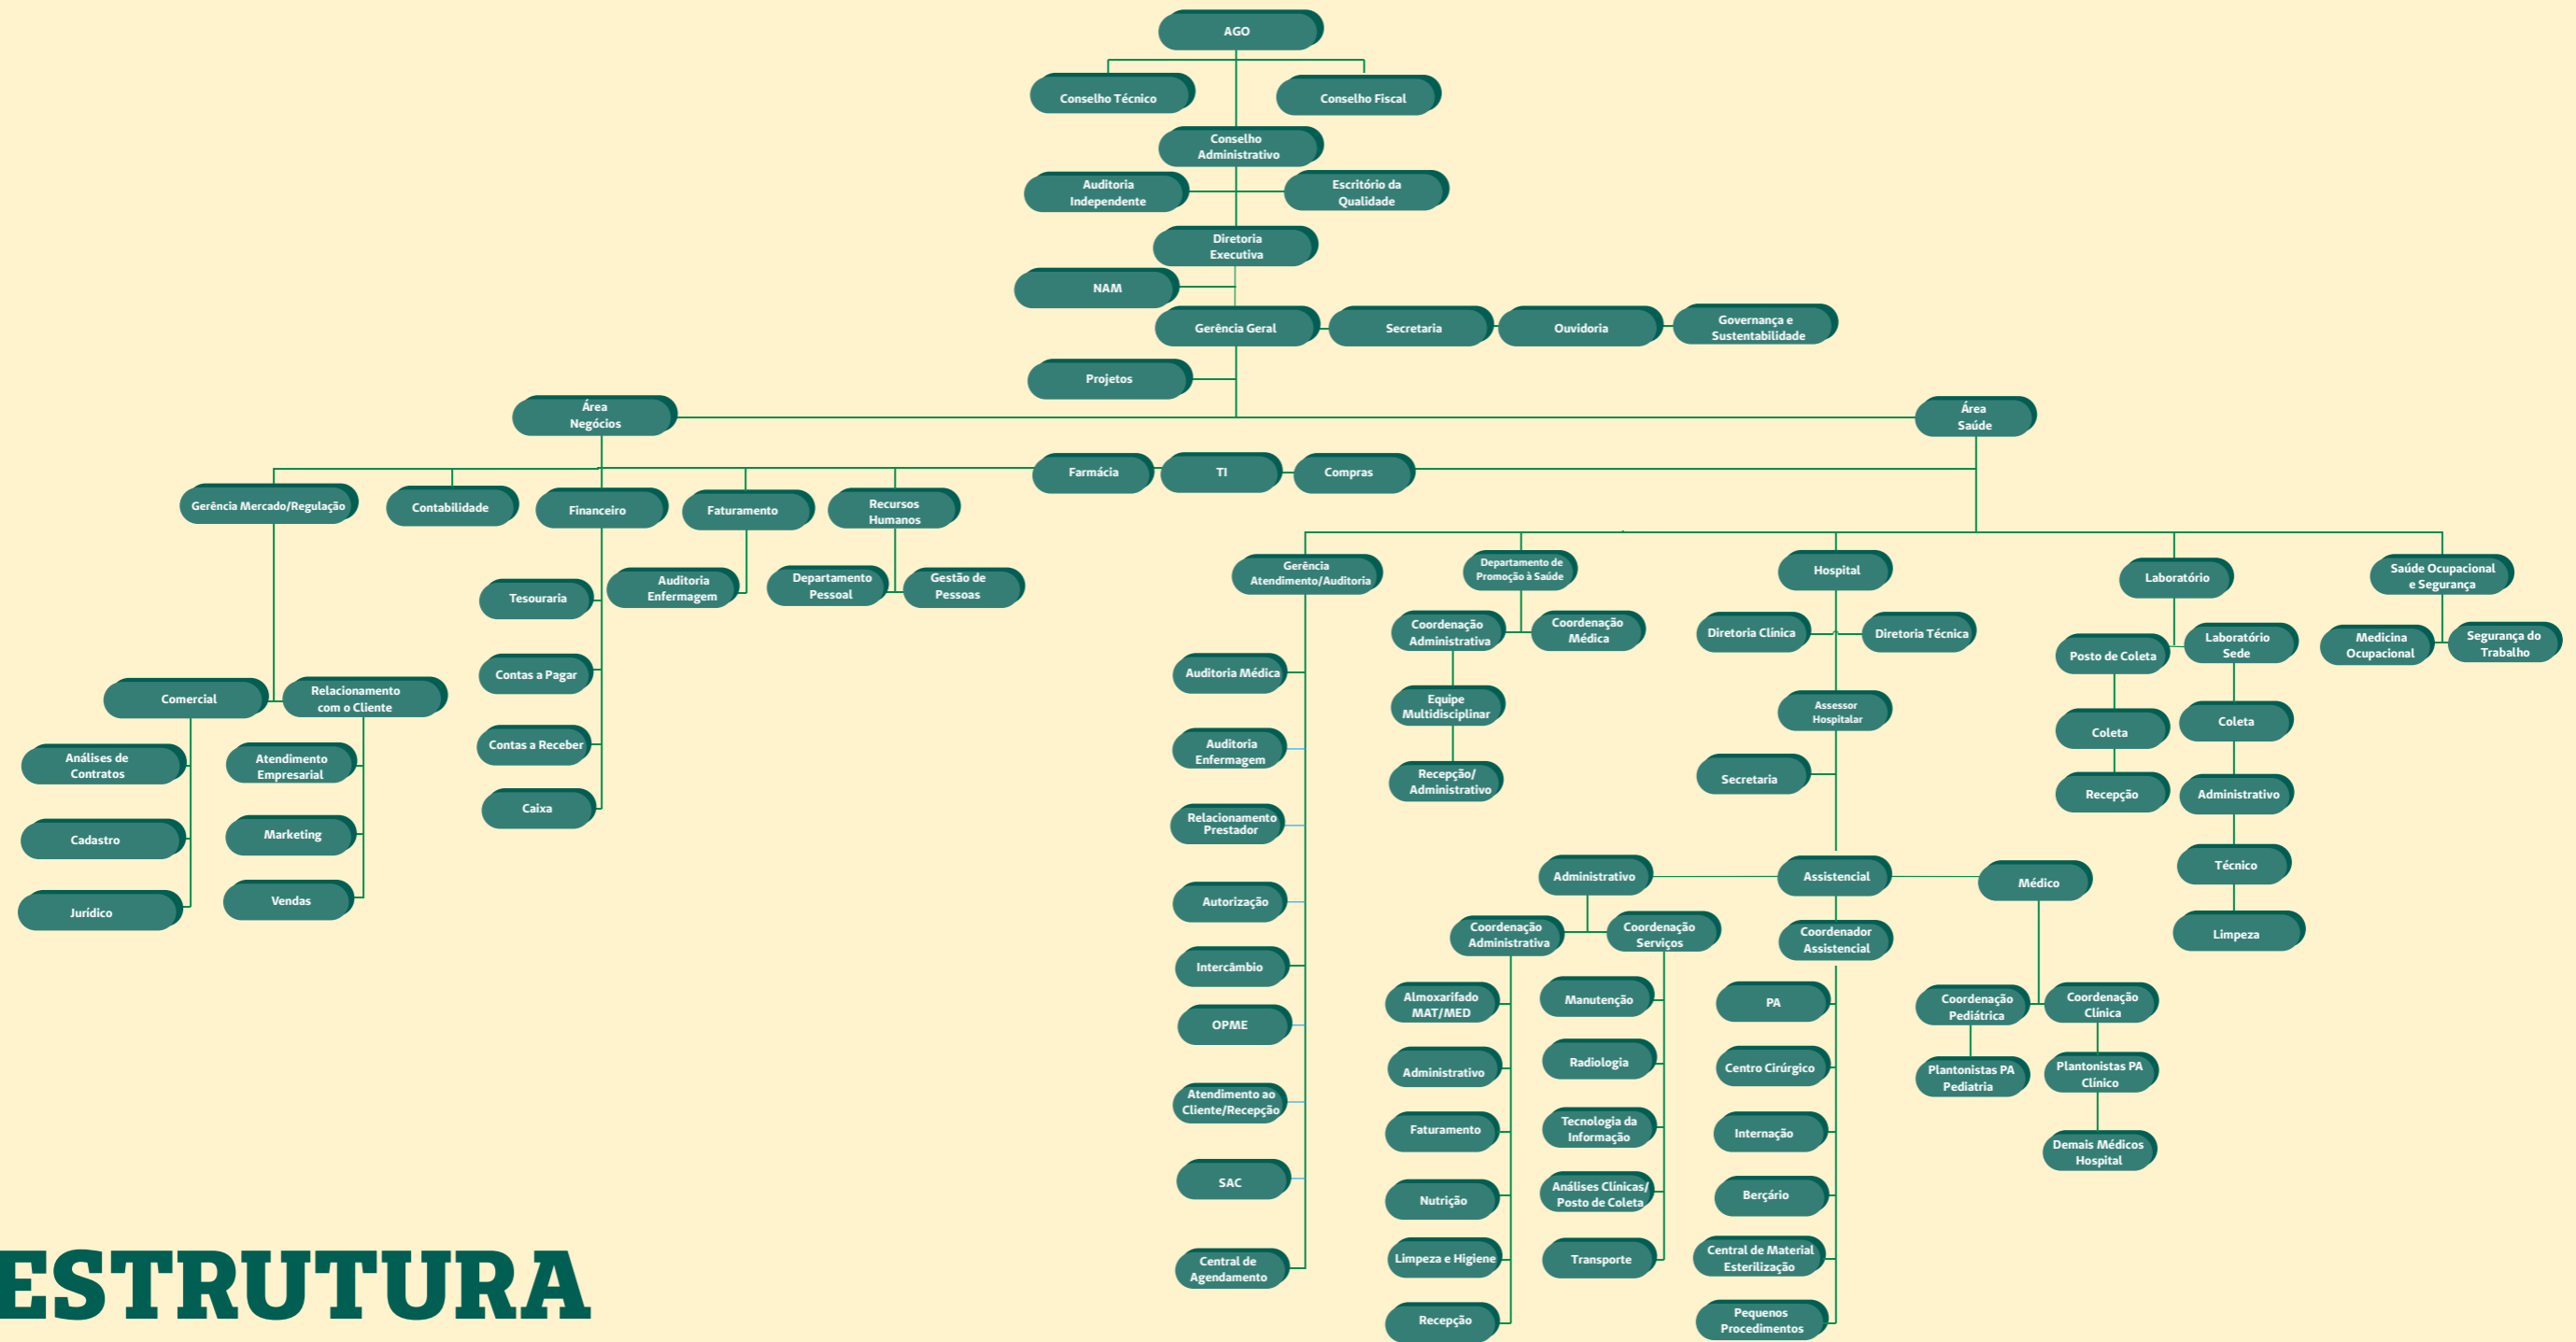 AGO
Conselho Técnico
Conselho Fiscal
Conselho
Administrativo
Auditoria
Independente
Escritório da
Qualidade
Diretoria
Executiva
NAM
Gerência Geral
Secretaria
Ouvidoria
Governança e
Sustentabilidade
Projetos
Área
Negócios
Área
Saúde
Farmácia
TI
Compras
Gerência Mercado/Regulação
Contabilidade
Financeiro
Faturamento
Recursos
Humanos
Tesouraria
Auditoria
Enfermagem
Departamento
Pessoal
Gestão de
Pessoas
Contas a Pagar
Contas a Receber
Caixa
Comercial
Relacionamento
com o Cliente
Análises de
Contratos
Cadastro
Jurídico
Atendimento
Empresarial
Marketing
Vendas
Gerência
Atendimento/Auditoria
Departamento de
Promoção à Saúde
Hospital
Laboratório
Saúde Ocupacional
e Segurança
Auditoria Médica
Auditoria
Enfermagem
Relacionamento
Prestador
Autorização
Intercâmbio
OPME
Atendimento ao
Cliente/Recepção
SAC
Central de
Agendamento
Coordenação
Administrativa
Coordenação
Médica
Equipe
Multidisciplinar
Recepção/
Administrativo
Diretoria Clínica
Diretoria Técnica
Assessor
Hospitalar
Secretaria
Administrativo
Assistencial
Médico
Coordenação
Administrativa
Coordenação
Serviços
Coordenador
Assistencial
Almoxarifado
MAT/MED
Administrativo
Faturamento
Nutrição
Limpeza e Higiene
Recepção
Manutenção
Radiologia
Tecnologia da
Informação
Análises Clínicas/
Posto de Coleta
Transporte
PA
Centro Cirúrgico
Internação
Berçário
Central de Material
Esterilização
Pequenos
Procedimentos
Coordenação
Pediátrica
Coordenação
Clínica
Plantonistas PA
Pediatria
Plantonistas PA
Clínico
Demais Médicos
Hospital
Posto de Coleta
Laboratório
Sede
Coleta
Recepção
Coleta
Administrativo
Técnico
Limpeza
Medicina
Ocupacional
Segurança do
Trabalho
ESTRUTURA